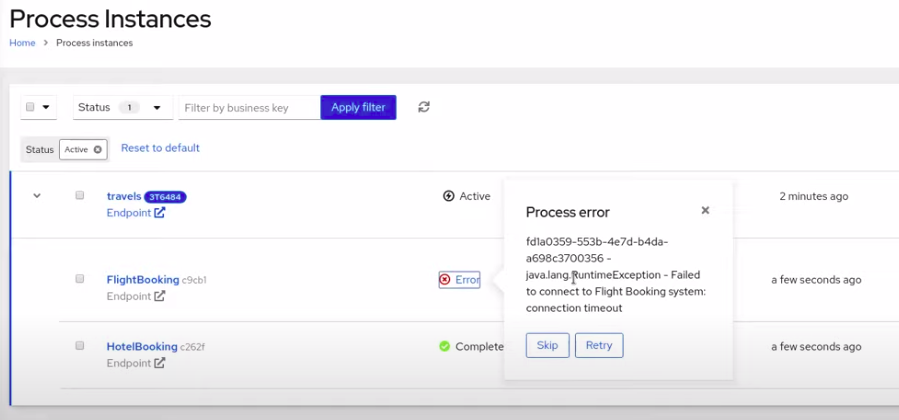 Process Instances
Home > Process instances
Status 1 Filter by business key Apply filter
Status Active Reset to default
travels 3T6484 Active 2 minutes ago
Endpoint
Process error
fd1a0359-553b-4e7d-b4da-
a698c3700356 -
java.lang.RuntimeException - Failed
to connect to Flight Booking system:
connection timeout
Skip Retry
FlightBooking c9cb1 Error a few seconds ago
Endpoint
HotelBooking c262f Complete a few seconds ago
Endpoint